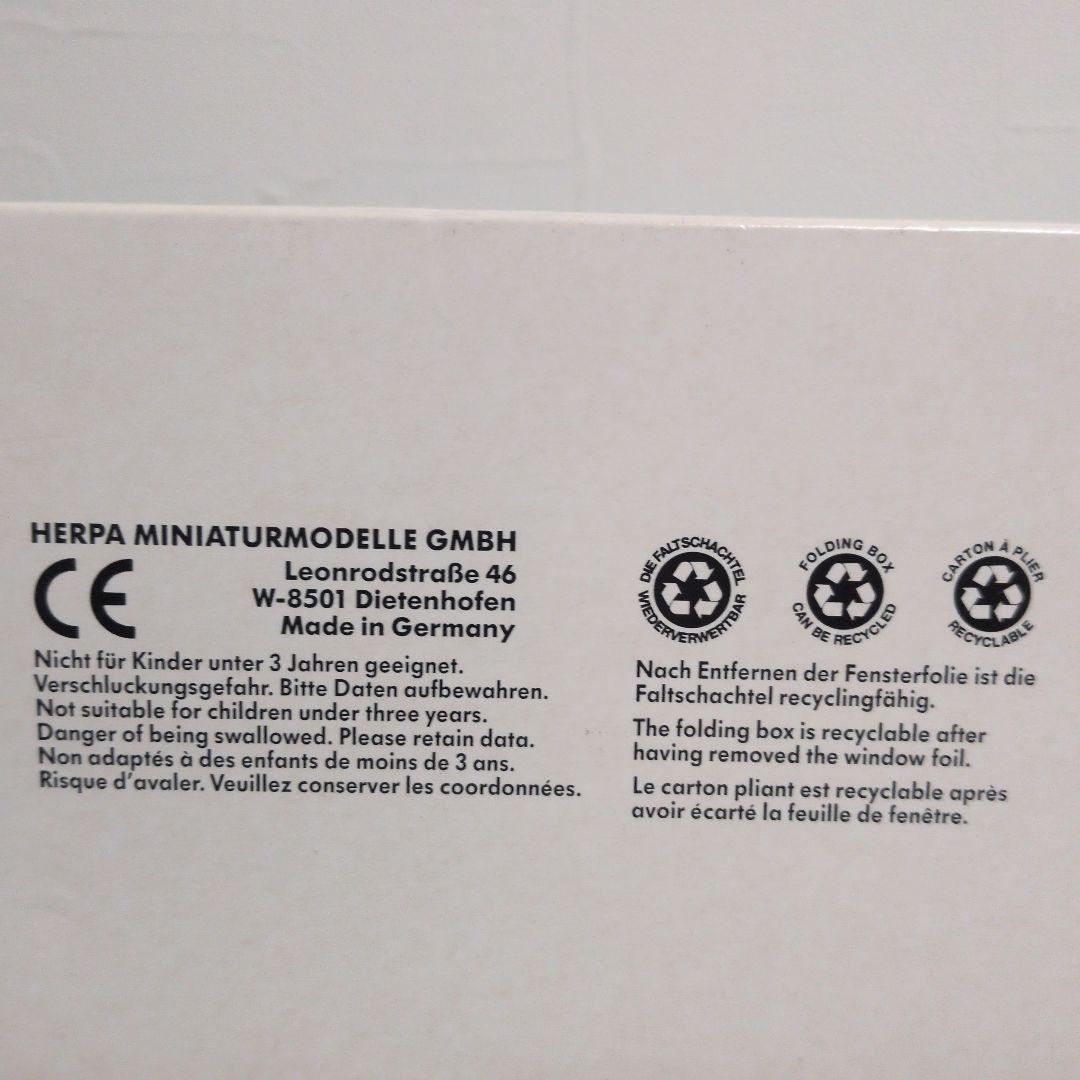 HERPA MINIATURMODELLE GMBH
CE
Leonrodstraße 46
W-8501 Dietenhofen
Made in Germany
Nicht für Kinder unter 3 Jahren geeignet.
Verschluckungsgefahr. Bitte Daten aufbewahren.
Not suitable for children under three years.
Danger of being swallowed. Please retain data.
Non adaptés à des enfants de moins de 3 ans.
Risque d'avaler. Veuillez conserver les coordonnées.
DIE FALTSCHACHTEL
WIEDERVERWERTBAR
FOLDING BOX
CAN BE RECYCLED
CARTON À PLIER
RECYCLABLE
Nach Entfernen der Fensterfolie ist die
Faltschachtel recyclingfähig.
The folding box is recyclable after
having removed the window foil.
Le carton pliant est recyclable après
avoir écarté la feuille de fenêtre.